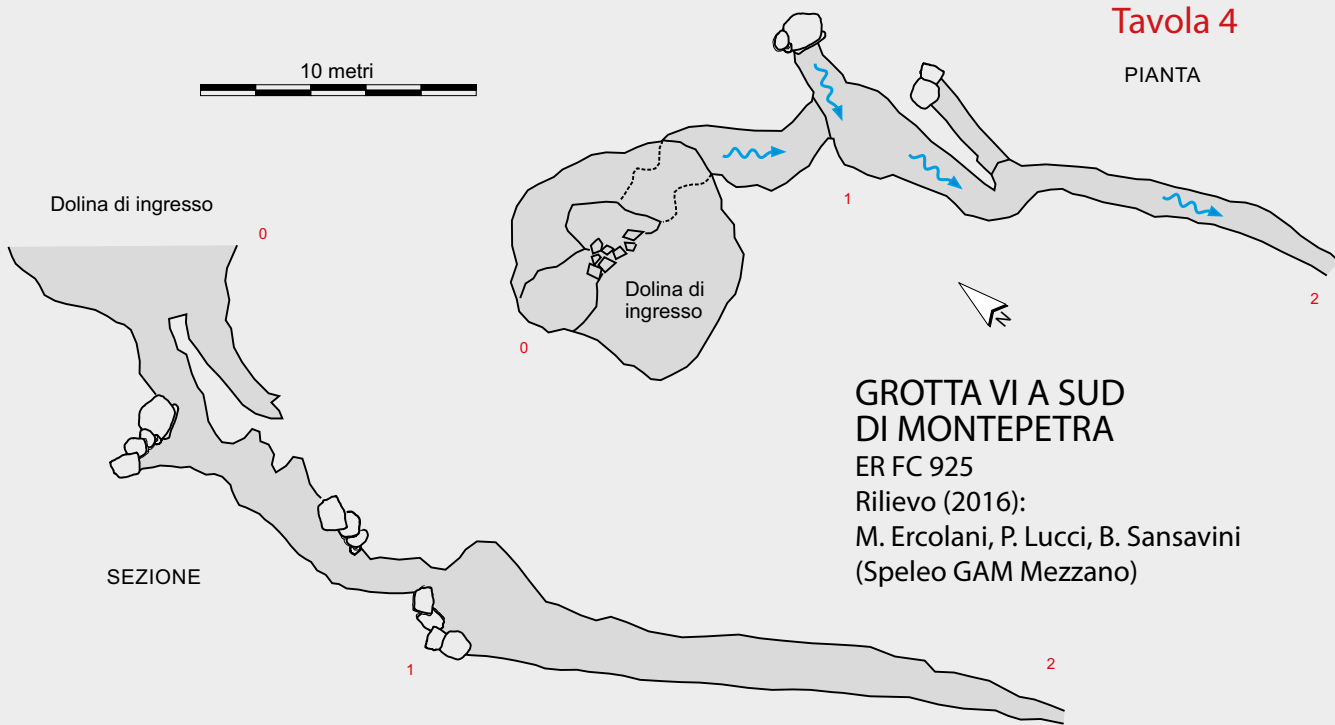 Tavola 4
PIANTA
10 metri
Dolina di ingresso
0
1
Dolina di
ingresso
0
2
N
GROTTA VI A SUD
DI MONTEPETRA
ER FC 925
Rilievo (2016):
M. Ercolani, P. Lucci, B. Sansavini
(Speleo GAM Mezzano)
SEZIONE
1
2